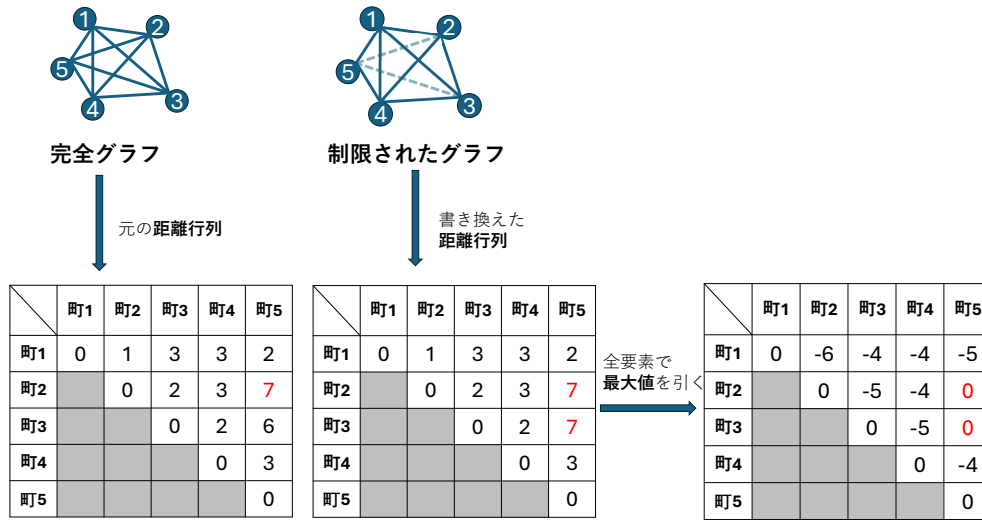 1
2
5
3
4
1
2
5
3
4
完全グラフ
制限されたグラフ
元の距離行列
書き換えた
距離行列
町1 町2 町3 町4 町5
町1 0 1 3 3 2
町2 0 2 3 7
町3 0 2 6
町4 0 3
町5 0
町1 町2 町3 町4 町5
町1 0 1 3 3 2
町2 0 2 3 7
町3 0 2 7
町4 0 3
町5 0
全要素で
最大値を引く
町1 町2 町3 町4 町5
町1 0 -6 -4 -4 -5
町2 0 -5 -4 0
町3 0 -5 0
町4 0 -4
町5 0